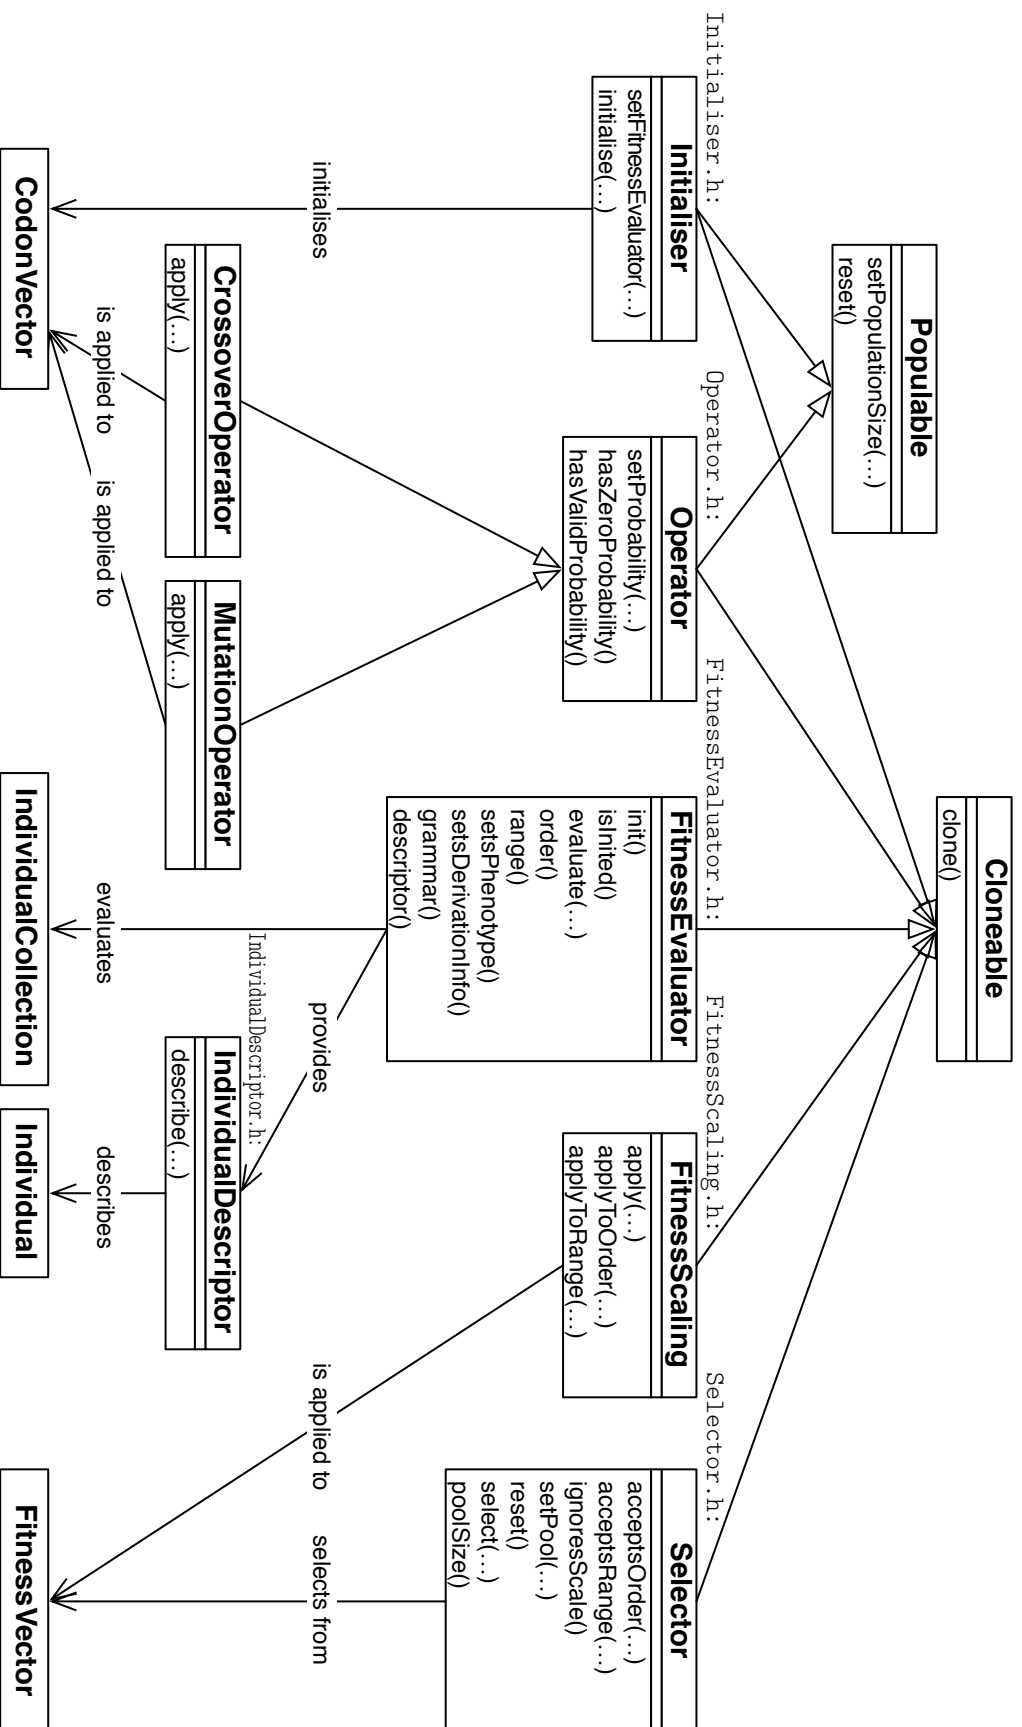 Cloneable
clone()
Populable
setPopulationSize(…)
reset()
Initialiser.h:
Initialiser
setFitnessEvaluator(…)
initialise(…)
Operator.h:
Operator
setProbability(…)
hasZeroProbability()
hasValidProbability()
FitnessEvaluator.h:
FitnessEvaluator
init()
isInited()
evaluate(…)
order()
range()
setsPhenotype()
setsDerivationInfo()
grammar()
descriptor()
FitnessScaling.h:
FitnessScaling
apply(…)
applyToOrder(…)
applyToRange(…)
Selector.h:
Selector
acceptsOrder(…)
acceptsRange(…)
ignoresScale()
setPool(…)
reset()
select(…)
poolSize()
initialises
provides
is applied to
selects from
CrossoverOperator
apply(…)
MutationOperator
apply(…)
IndividualDescriptor.h:
IndividualDescriptor
describe(…)
is applied to
is applied to
evaluates
describes
CodonVector
IndividualCollection
Individual
FitnessVector